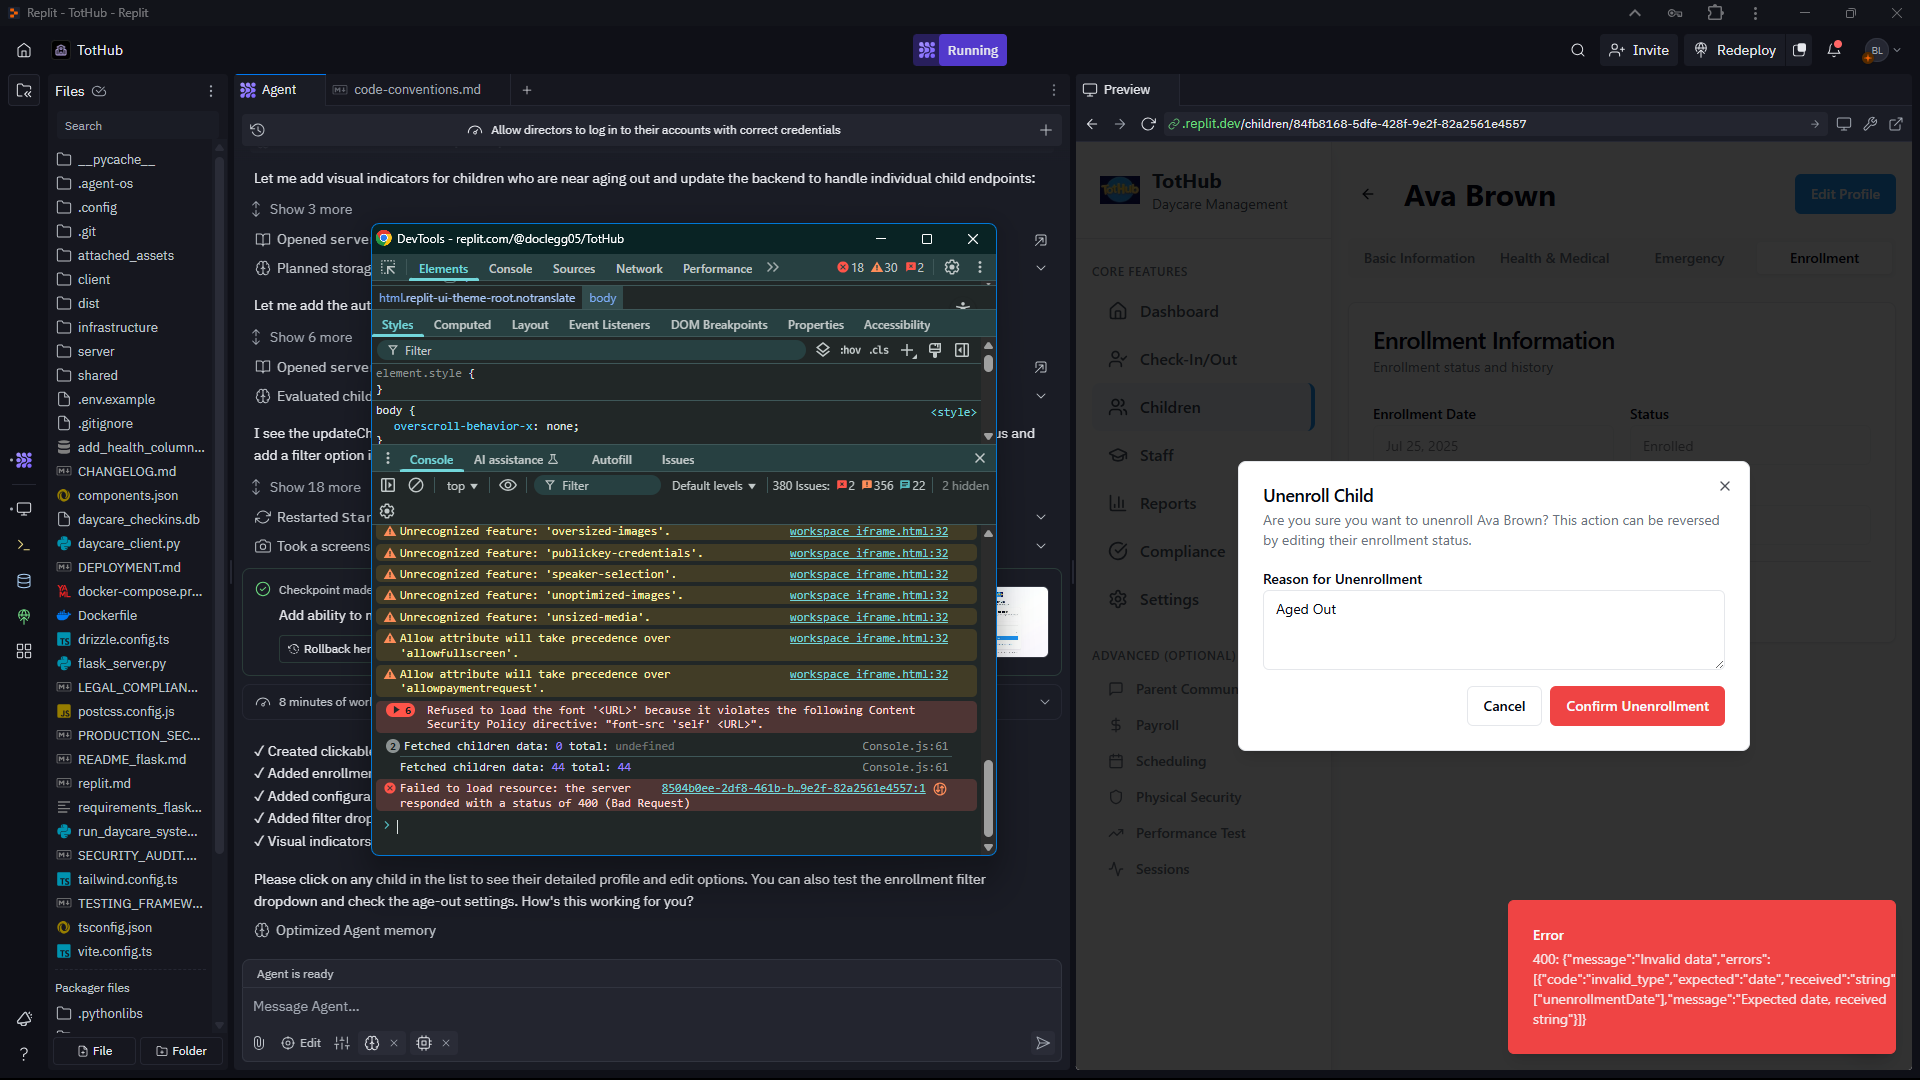 Replit - TotHub - Replit
TotHub
Running
Invite
Redeploy
BL
Files
Search
__pycache__
.agent-os
.config
.git
attached_assets
client
dist
infrastructure
server
shared
.env.example
.gitignore
add_health_column...
CHANGELOG.md
components.json
daycare_checkins.db
daycare_client.py
DEPLOYMENT.md
docker-compose.pr...
Dockerfile
drizzle.config.ts
flask_server.py
LEGAL_COMPLIAN...
postcss.config.js
PRODUCTION_SEC...
README_flask.md
replit.md
requirements_flask...
run_daycare_syste...
SECURITY_AUDIT....
tailwind.config.ts
TESTING_FRAMEW...
tsconfig.json
vite.config.ts
Packager files
.pythonlibs
File
Folder
Agent
code-conventions.md
Allow directors to log in to their accounts with correct credentials
Let me add visual indicators for children who are near aging out and update the backend to handle individual child endpoints:
Show 3 more
Opened serve
Planned storag
Let me add the aut
Show 6 more
Opened serve
Evaluated child
I see the updateCh
us and
add a filter option i
Show 18 more
Restarted Star
Took a screens
Checkpoint made
Add ability to m
Rollback her
8 minutes of wor
✓ Created clickabl
✓ Added enrollmer
✓ Added configura
✓ Added filter drop
✓ Visual indicators
Please click on any child in the list to see their detailed profile and edit options. You can also test the enrollment filter
dropdown and check the age-out settings. How's this working for you?
Optimized Agent memory
Agent is ready
Message Agent...
Edit
DevTools - replit.com/@doclegg05/TotHub
Elements
Console
Sources
Network
Performance
18
30
2
html.replit-ui-theme-root.notranslate
body
Styles
Computed
Layout
Event Listeners
DOM Breakpoints
Properties
Accessibility
Filter
:hov
.cls
element.style {
}
body {
<style>
overscroll-behavior-x: none;
}
Console
AI assistance
Autofill
Issues
top
Filter
Default levels
380 Issues:
2
356
22
2 hidden
Unrecognized feature: 'oversized-images'. workspace_iframe.html:32
Unrecognized feature: 'publickey-credentials'. workspace_iframe.html:32
Unrecognized feature: 'speaker-selection'. workspace_iframe.html:32
Unrecognized feature: 'unoptimized-images'. workspace_iframe.html:32
Unrecognized feature: 'unsized-media'. workspace_iframe.html:32
Allow attribute will take precedence over workspace_iframe.html:32
'allowfullscreen'.
Allow attribute will take precedence over workspace_iframe.html:32
'allowpaymentrequest'.
6 Refused to load the font '<URL>' because it violates the following Content
Security Policy directive: "font-src 'self' <URL>".
2 Fetched children data: 0 total: undefined Console.js:61
Fetched children data: 44 total: 44 Console.js:61
Failed to load resource: the server 8504b0ee-2df8-461b-b…9e2f-82a2561e4557:1
responded with a status of 400 (Bad Request)
>
Preview
.replit.dev/children/84fb8168-5dfe-428f-9e2f-82a2561e4557
TotHub
TotHub
Daycare Management
CORE FEATURES
Dashboard
Check-In/Out
Children
Staff
Reports
Compliance
Settings
ADVANCED (OPTIONAL)
Parent Commun
Payroll
Scheduling
Physical Security
Performance Test
Sessions
Ava Brown
Edit Profile
Basic Information
Health & Medical
Emergency
Enrollment
Enrollment Information
Enrollment status and history
Enrollment Date
Status
Jul 25, 2025
Enrolled
Unenroll Child
Are you sure you want to unenroll Ava Brown? This action can be reversed
by editing their enrollment status.
Reason for Unenrollment
Aged Out
Cancel
Confirm Unenrollment
Error
400: {"message":"Invalid data","errors":
[{"code":"invalid_type","expected":"date","received":"string"
["unenrollmentDate"],"message":"Expected date, received
string"}]}